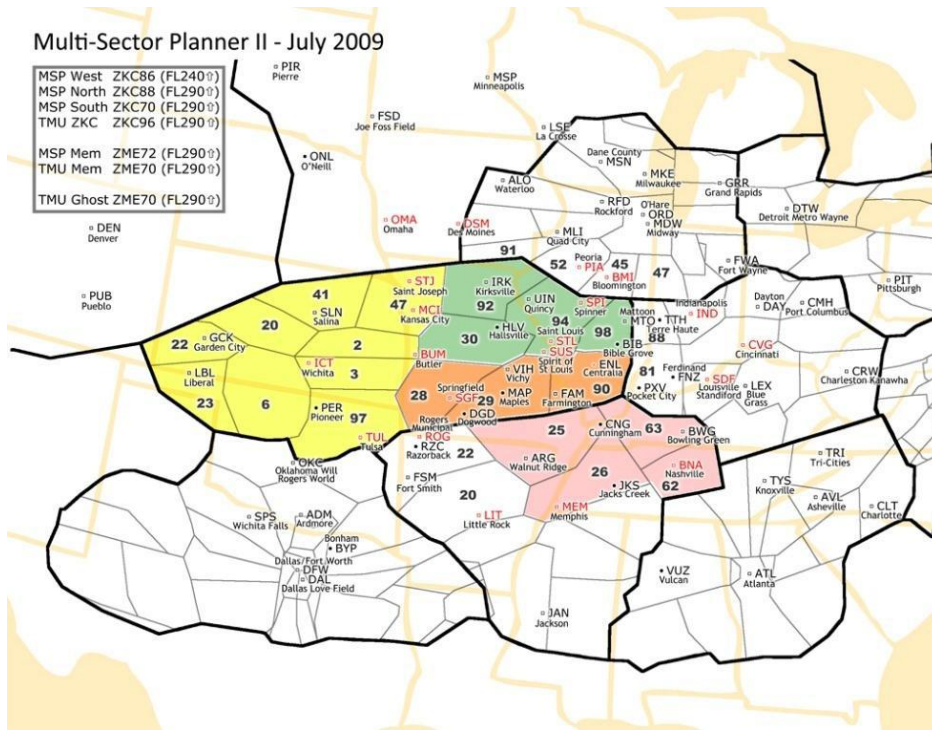 Multi-Sector Planner II - July 2009
MSP West ZKC86 (FL240⇧)
MSP North ZKC88 (FL290⇧)
MSP South ZKC70 (FL290⇧)
TMU ZKC ZKC96 (FL290⇧)
MSP Mem ZME72 (FL290⇧)
TMU Mem ZME70 (FL290⇧)
TMU Ghost ZME70 (FL290⇧)
PIR
Pierre
MSP
Minneapolis
FSD
Joe Foss Field
LSE
La Crosse
ONL
O'Neill
Dane County
MSN
ALO
Waterloo
MKE
Milwaukee
GRR
Grand Rapids
RFD
Rockford
O'Hare
ORD
MDW
Midway
DTW
Detroit Metro Wayne
DEN
Denver
OMA
Omaha
DSM
Des Moines
MLI
Quad City
91
52
Peoria
PIA
45
BMI
Bloomington
47
FWA
Fort Wayne
PIT
Pittsburgh
PUB
Pueblo
41
STJ
Saint Joseph
47
MCI
Kansas City
IRK
Kirksville
92
UIN
Quincy
SPI
Spinner
Indianapolis
IND
Dayton
DAY
CMH
Port Columbus
20
SLN
Salina
94
98
Mattoon
MTO
TTH
Terre Haute
88
22
GCK
Garden City
2
30
HLV
Hallsville
Saint Louis
STL
SUS
Spirit of
St Louis
BIB
Bible Grove
CVG
Cincinnati
LBL
Liberal
ICT
Wichita
3
BUM
Butler
VIH
Vichy
ENL
Centralia
81
Ferdinand
FNZ
SDF
Louisville
Standiford
LEX
Blue
Grass
CRW
Charleston Kanawha
23
6
PER
Pioneer
97
28
Springfield
SGF
29
MAP
Maples
FAM
Farmington
90
PXV
Pocket City
DGD
Dogwood
TUL
Tulsa
Rogers
Municipal
ROG
RZC
Razorback
22
25
CNG
Cunningham
63
BWG
Bowling Green
OKC
Oklahoma Will
Rogers World
FSM
Fort Smith
ARG
Walnut Ridge
26
BNA
Nashville
62
TRI
Tri-Cities
JKS
Jacks Creek
TYS
Knoxville
AVL
Asheville
CLT
Charlotte
20
LIT
Little Rock
MEM
Memphis
SPS
Wichita Falls
ADM
Ardmore
Bonham
BYP
Dallas/Fort Worth
DFW
DAL
Dallas Love Field
VUZ
Vulcan
ATL
Atlanta
JAN
Jackson